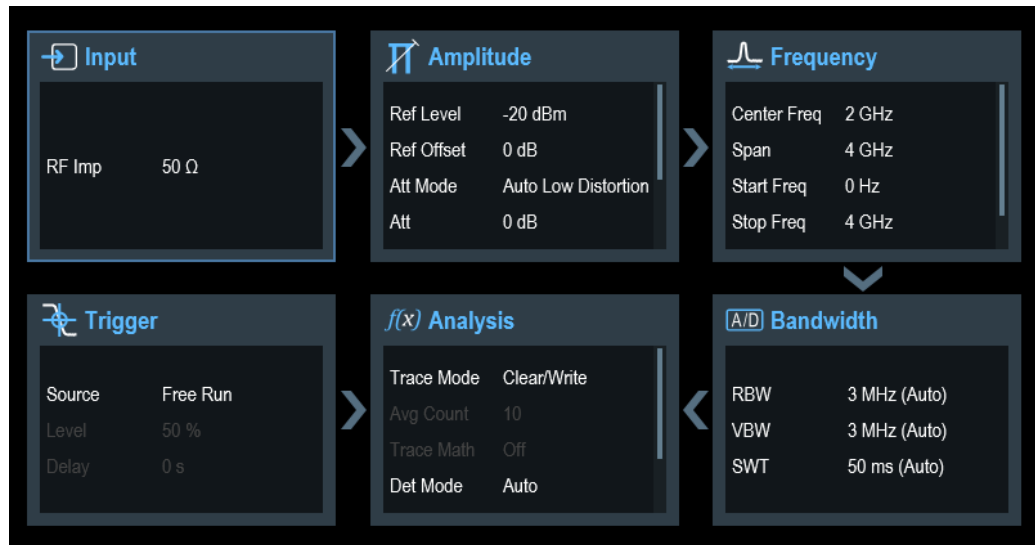 Input
RF Imp 50 Ω
Amplitude
Ref Level -20 dBm
Ref Offset 0 dB
Att Mode Auto Low Distortion
Att 0 dB
Frequency
Center Freq 2 GHz
Span 4 GHz
Start Freq 0 Hz
Stop Freq 4 GHz
Trigger
Source Free Run
Level 50 %
Delay 0 s
f(x) Analysis
Trace Mode Clear/Write
Avg Count 10
Trace Math Off
Det Mode Auto
A/D Bandwidth
RBW 3 MHz (Auto)
VBW 3 MHz (Auto)
SWT 50 ms (Auto)